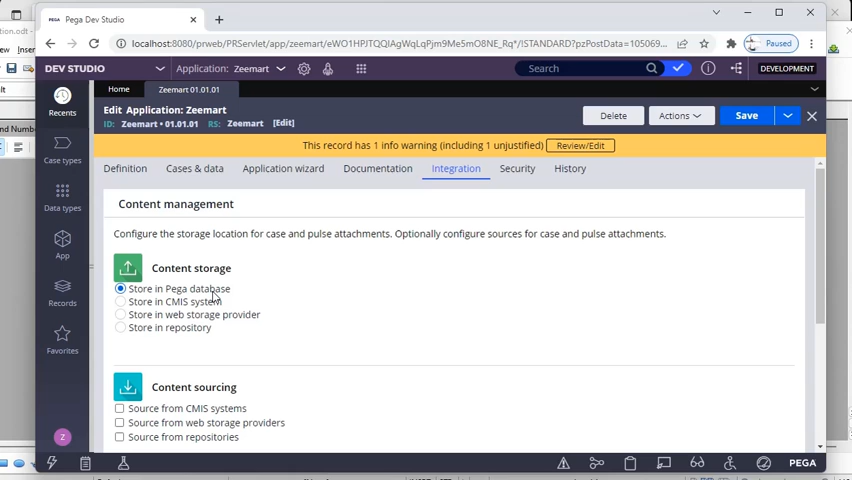 Pega Dev Studio
localhost:8080/prweb/PRServlet/app/zeemart/eWO1HPJTQQIAgWqLqPjm9Me5mO8NE_Rq*/!STANDARD?pzPostData=105069...
Paused
DEV STUDIO
Application: Zeemart
Search
DEVELOPMENT
Recents
Case types
Data types
App
Records
Favorites
Z
Home
Zeemart 01.01.01
Edit Application: Zeemart
ID: Zeemart • 01.01.01 RS: Zeemart [Edit]
Delete
Actions
Save
This record has 1 info warning (including 1 unjustified)
Review/Edit
Definition
Cases & data
Application wizard
Documentation
Integration
Security
History
Content management
Configure the storage location for case and pulse attachments. Optionally configure sources for case and pulse attachments.
Content storage
Store in Pega database
Store in CMIS system
Store in web storage provider
Store in repository
Content sourcing
Source from CMIS systems
Source from web storage providers
Source from repositories
PEGA